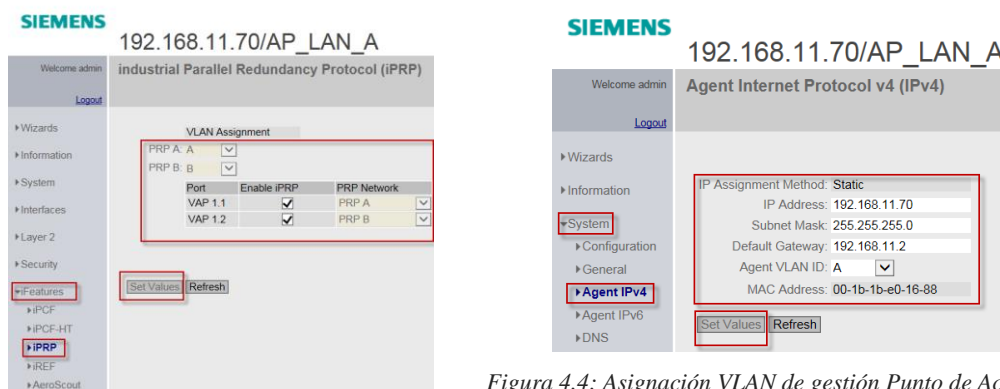 SIEMENS
192.168.11.70/AP_LAN_A
Welcome admin
industrial Parallel Redundancy Protocol (iPRP)
Logout
Wizards
VLAN Assignment
Information
PRP A: A
PRP B: B
System
Port Enable iPRP PRP Network
Interfaces
VAP 1.1 PRP A
VAP 1.2 PRP B
Layer 2
Security
iFeatures
Set Values Refresh
iPCF
iPCF-HT
iPRP
iREF
AeroScout
SIEMENS
192.168.11.70/AP_LAN_A
Welcome admin
Agent Internet Protocol v4 (IPv4)
Logout
Wizards
Information
IP Assignment Method: Static
IP Address: 192.168.11.70
System
Subnet Mask: 255.255.255.0
Configuration
Default Gateway: 192.168.11.2
General
Agent VLAN ID: A
Agent IPv4
MAC Address: 00-1b-1b-e0-16-88
Agent IPv6
Set Values Refresh
DNS
Figura 4.4: Asignación VLAN de gestión Punto de